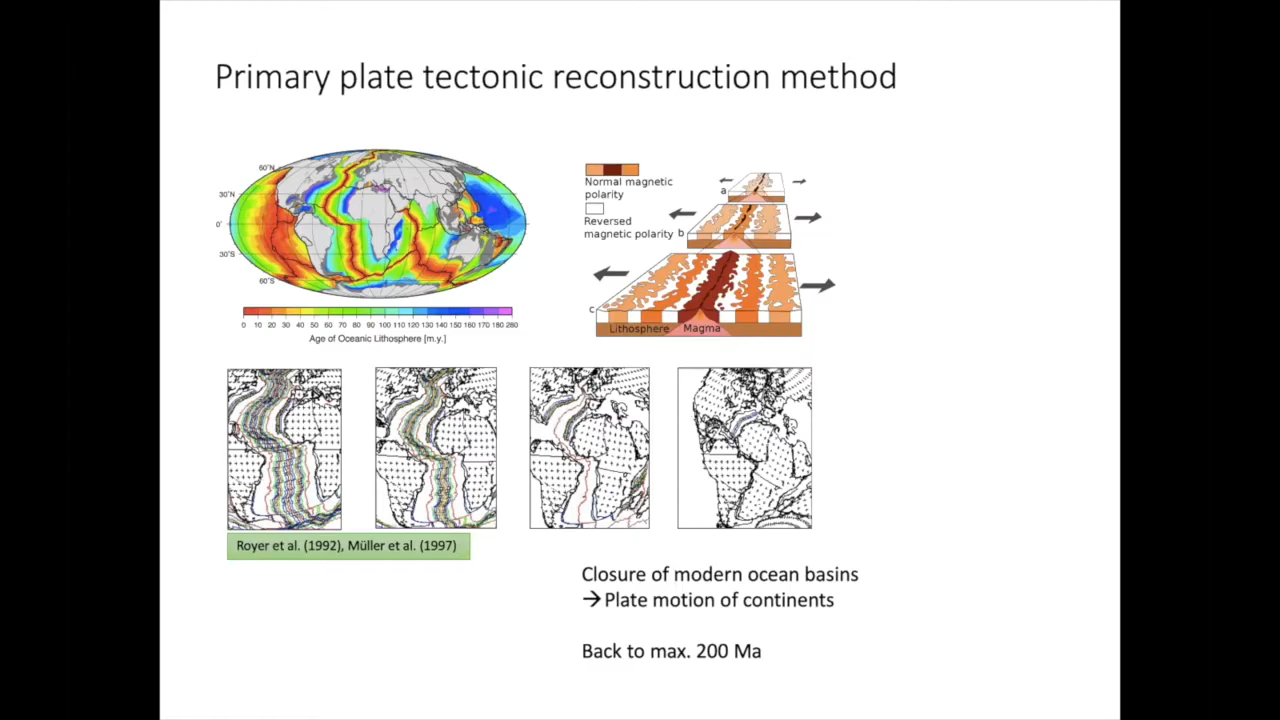 Primary plate tectonic reconstruction method
60˚N
30˚N
0˚
30˚S
60˚S
0 10 20 30 40 50 60 70 80 90 100 110 120 130 140 150 160 170 180 280
Age of Oceanic Lithosphere [m.y.]
Normal magnetic
polarity
Reversed
magnetic polarity
a
b
c
Lithosphere Magma
Royer et al. (1992), Müller et al. (1997)
Closure of modern ocean basins
→ Plate motion of continents
Back to max. 200 Ma